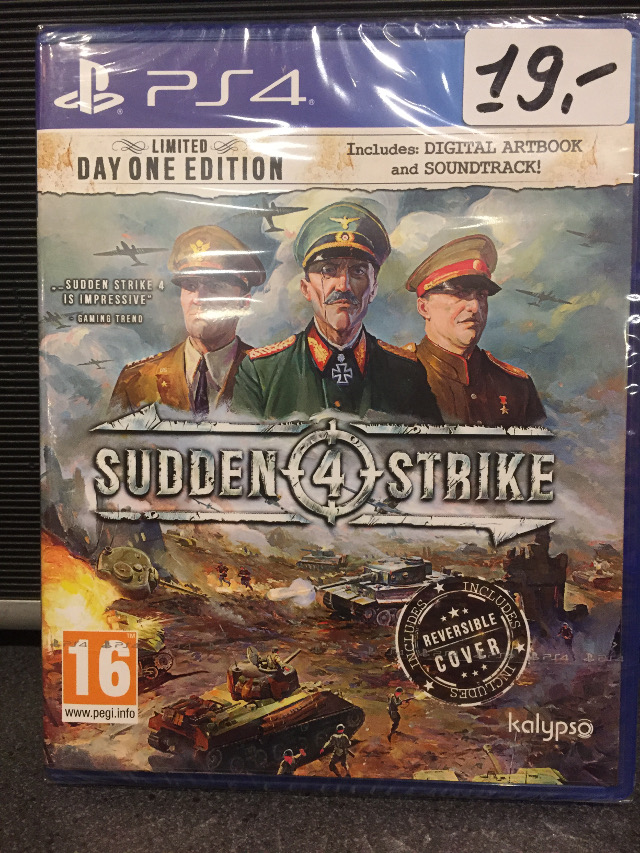 PS4
19,-
LIMITED
DAY ONE EDITION
Includes: DIGITAL ARTBOOK
and SOUNDTRACK!
"...SUDDEN STRIKE 4
IS IMPRESSIVE"
- GAMING TREND
SUDDEN 4 STRIKE
INCLUDES
INCLUDES
INCLUDES
INCLUDES
REVERSIBLE
COVER
16
www.pegi.info
PS4
kalypso